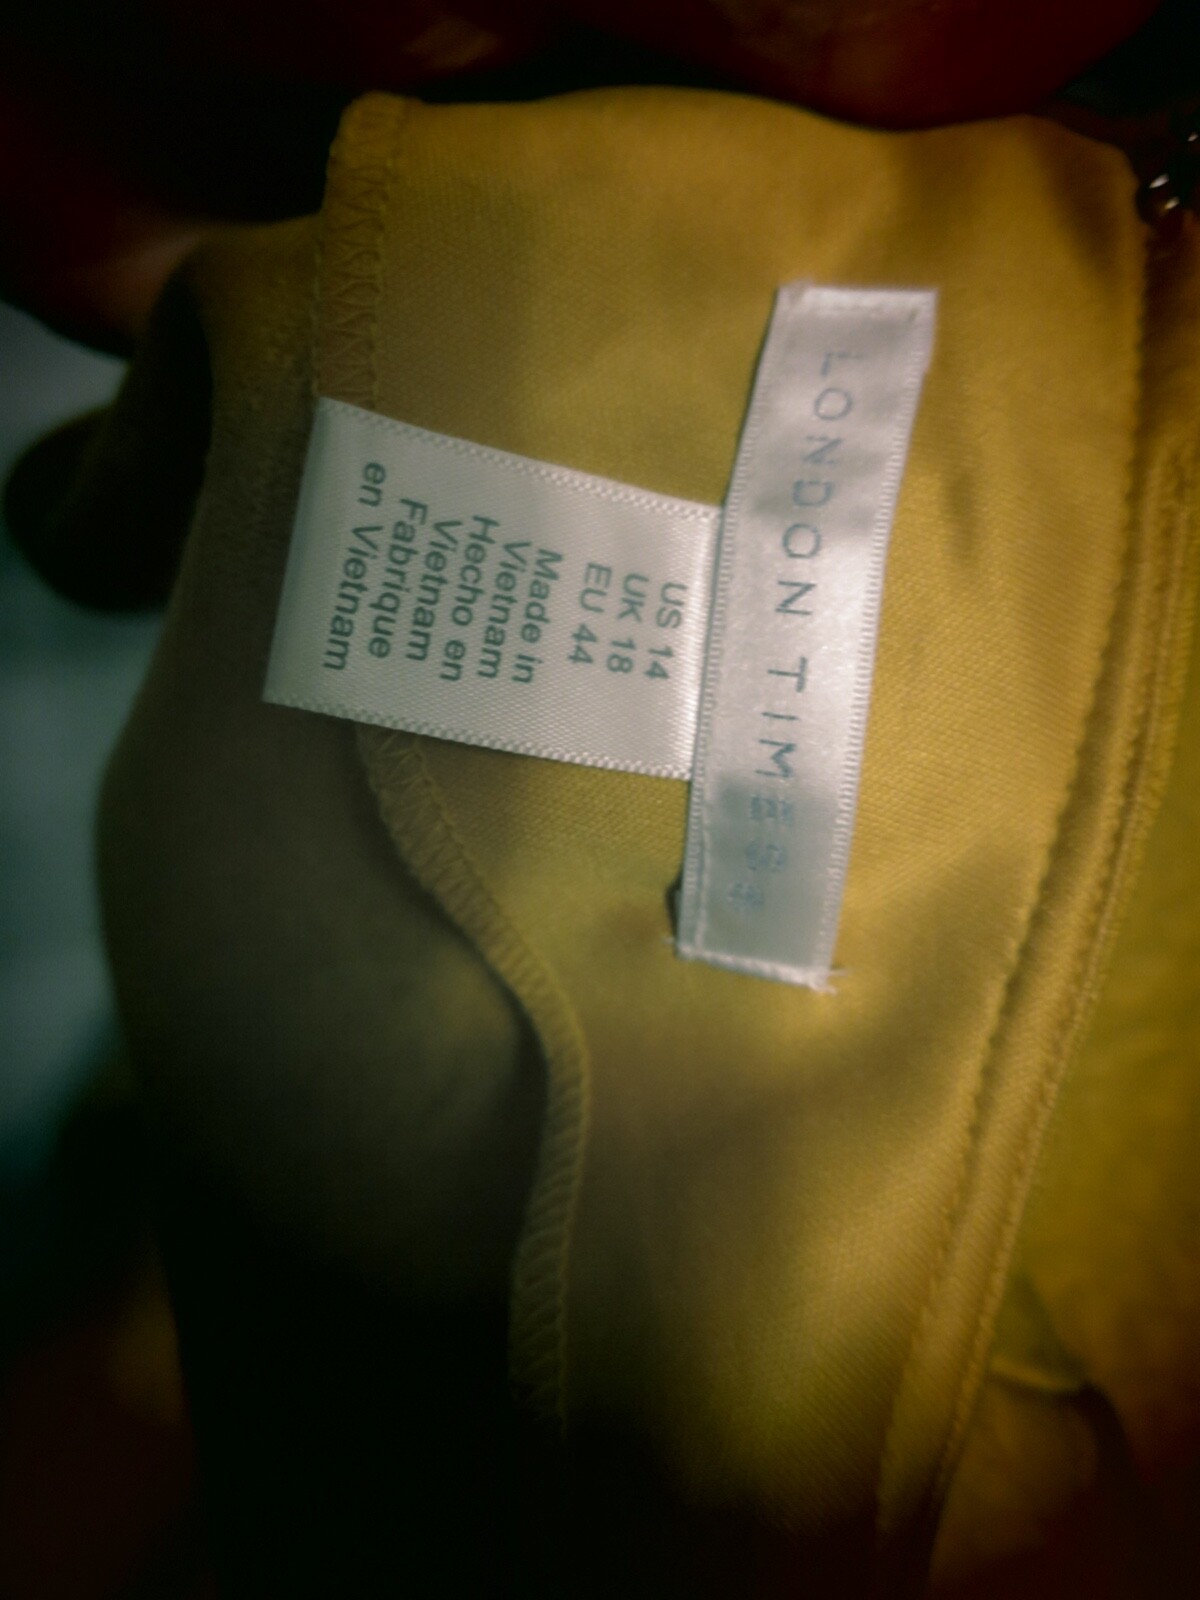 LONDON TIMES®
US 14
UK 18
EU 44
Made in
Vietnam
Hecho en
Vietnam
Fabrique
en Vietnam